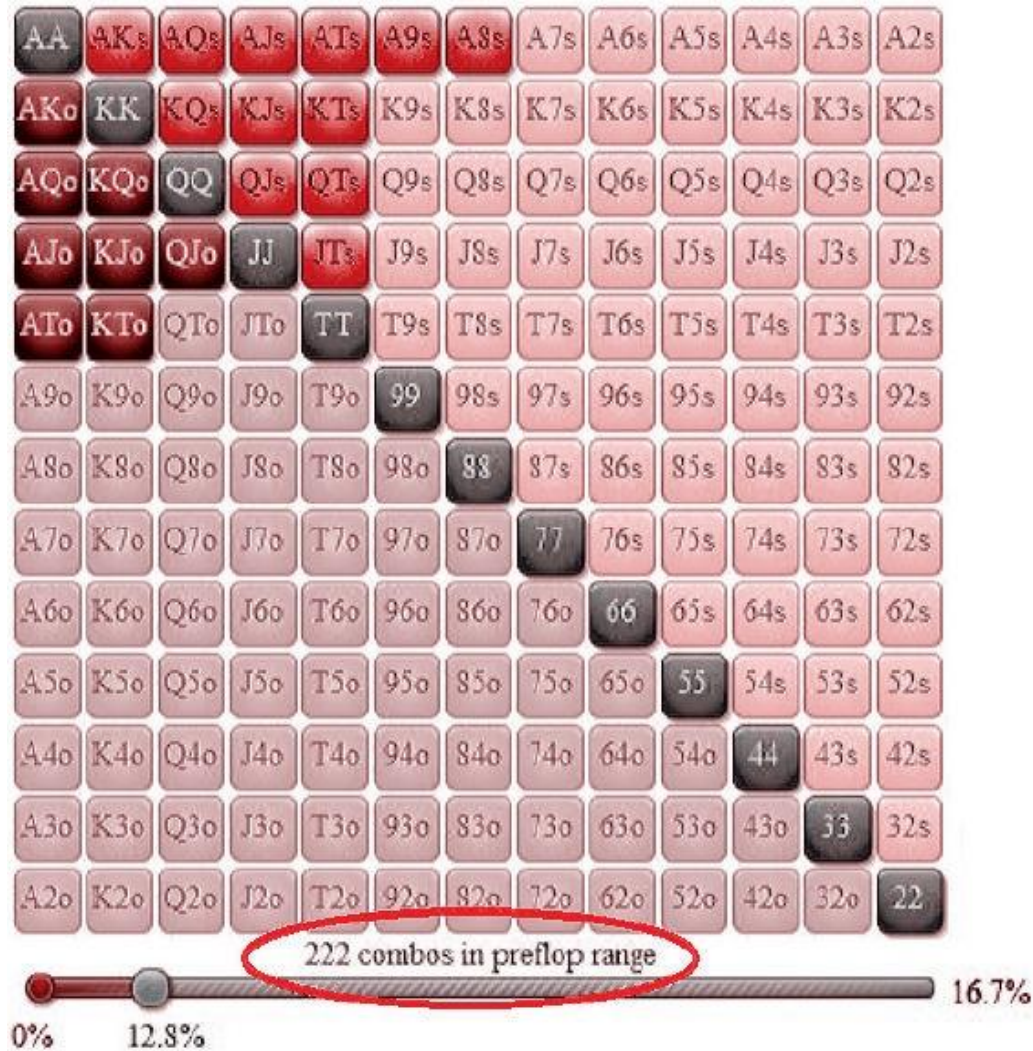 AA AKs AQs AJs ATs A9s A8s A7s A6s A5s A4s A3s A2s
AKo KK KQs KJs KTs K9s K8s K7s K6s K5s K4s K3s K2s
AQo KQo QQ QJs QTs Q9s Q8s Q7s Q6s Q5s Q4s Q3s Q2s
AJo KJo QJo JJ JTs J9s J8s J7s J6s J5s J4s J3s J2s
ATo KTo QTo JTo TT T9s T8s T7s T6s T5s T4s T3s T2s
A9o K9o Q9o J9o T9o 99 98s 97s 96s 95s 94s 93s 92s
A8o K8o Q8o J8o T8o 98o 88 87s 86s 85s 84s 83s 82s
A7o K7o Q7o J7o T7o 97o 87o 77 76s 75s 74s 73s 72s
A6o K6o Q6o J6o T6o 96o 86o 76o 66 65s 64s 63s 62s
A5o K5o Q5o J5o T5o 95o 85o 75o 65o 55 54s 53s 52s
A4o K4o Q4o J4o T4o 94o 84o 74o 64o 54o 44 43s 42s
A3o K3o Q3o J3o T3o 93o 83o 73o 63o 53o 43o 33 32s
A2o K2o Q2o J2o T2o 92o 82o 72o 62o 52o 42o 32o 22
222 combos in preflop range
16.7%
0% 12.8%